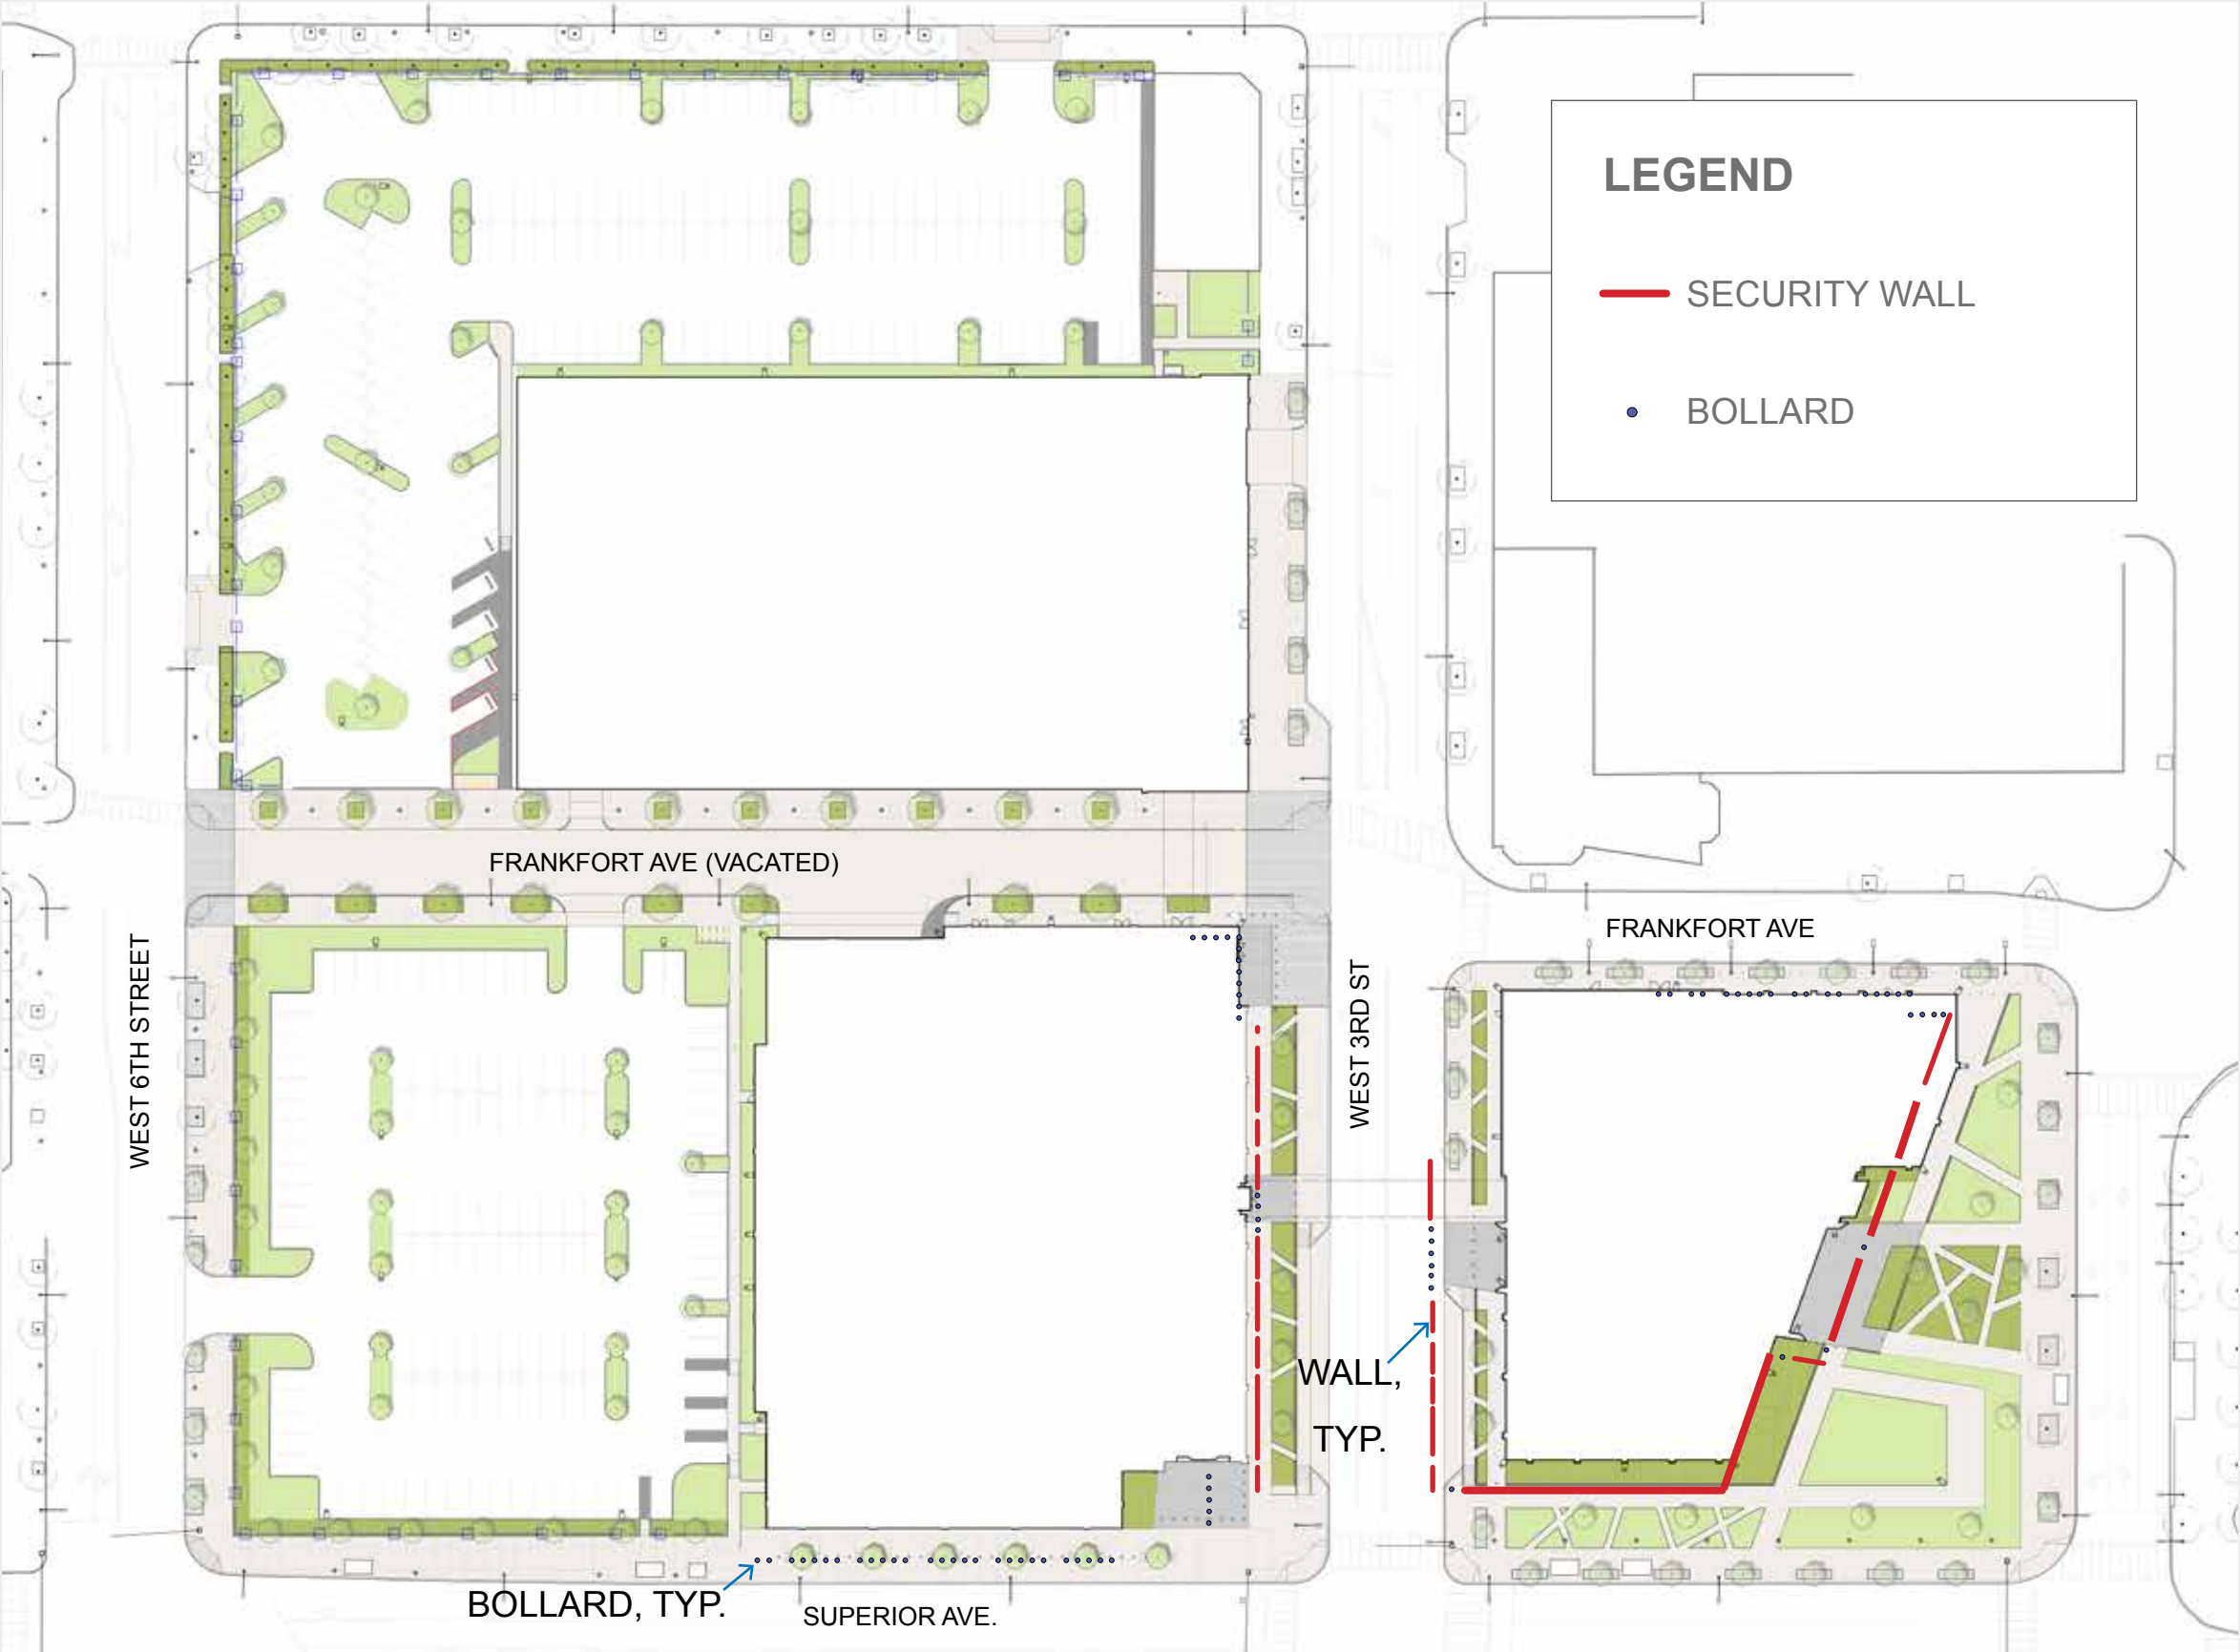 LEGEND
SECURITY WALL
BOLLARD
FRANKFORT AVE (VACATED)
FRANKFORT AVE
WEST 6TH STREET
WEST 3RD ST
WALL,
TYP.
BOLLARD, TYP.
SUPERIOR AVE.